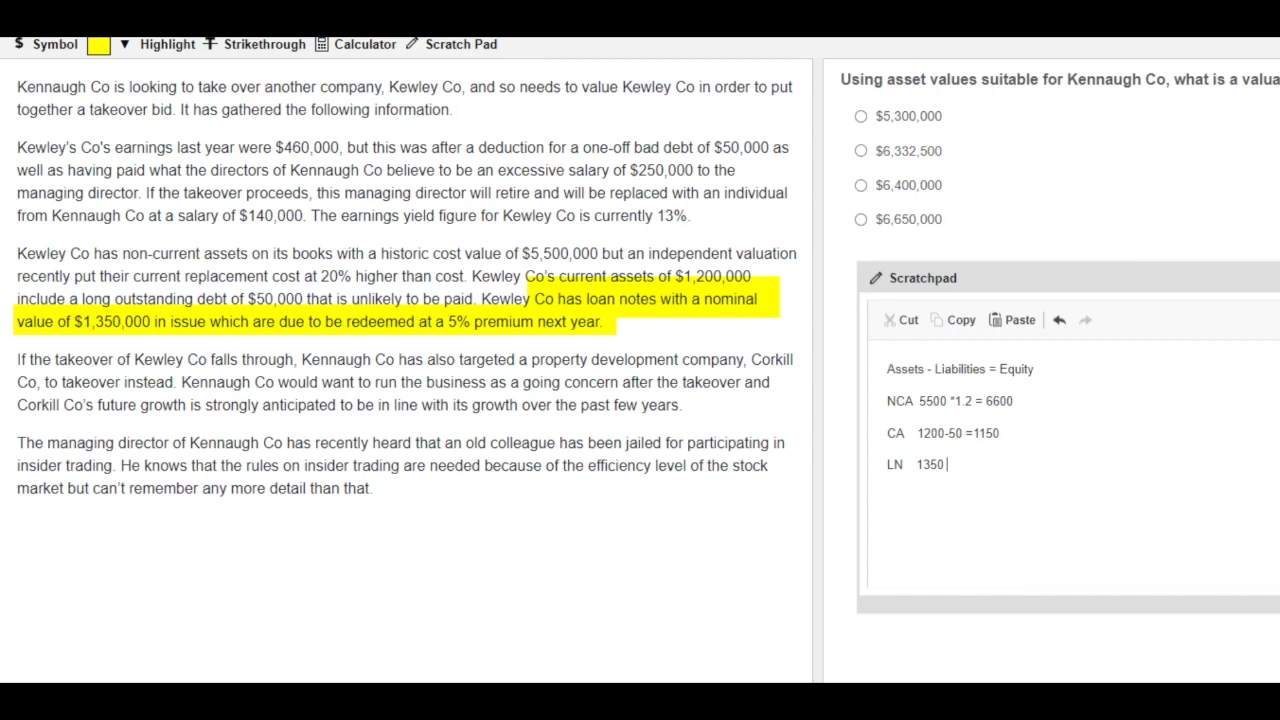 $ Symbol ▼ Highlight Strikethrough Calculator Scratch Pad
Kennaugh Co is looking to take over another company, Kewley Co, and so needs to value Kewley Co in order to put
together a takeover bid. It has gathered the following information.
Kewley's Co's earnings last year were $460,000, but this was after a deduction for a one-off bad debt of $50,000 as
well as having paid what the directors of Kennaugh Co believe to be an excessive salary of $250,000 to the
managing director. If the takeover proceeds, this managing director will retire and will be replaced with an individual
from Kennaugh Co at a salary of $140,000. The earnings yield figure for Kewley Co is currently 13%.
Kewley Co has non-current assets on its books with a historic cost value of $5,500,000 but an independent valuation
recently put their current replacement cost at 20% higher than cost. Kewley Co's current assets of $1,200,000
include a long outstanding debt of $50,000 that is unlikely to be paid. Kewley Co has loan notes with a nominal
value of $1,350,000 in issue which are due to be redeemed at a 5% premium next year.
If the takeover of Kewley Co falls through, Kennaugh Co has also targeted a property development company, Corkill
Co, to takeover instead. Kennaugh Co would want to run the business as a going concern after the takeover and
Corkill Co's future growth is strongly anticipated to be in line with its growth over the past few years.
The managing director of Kennaugh Co has recently heard that an old colleague has been jailed for participating in
insider trading. He knows that the rules on insider trading are needed because of the efficiency level of the stock
market but can't remember any more detail than that.
Using asset values suitable for Kennaugh Co, what is a valua
$5,300,000
$6,332,500
$6,400,000
$6,650,000
Scratchpad
Cut Copy Paste
Assets - Liabilities = Equity
NCA 5500 *1.2 = 6600
CA 1200-50 =1150
LN 1350